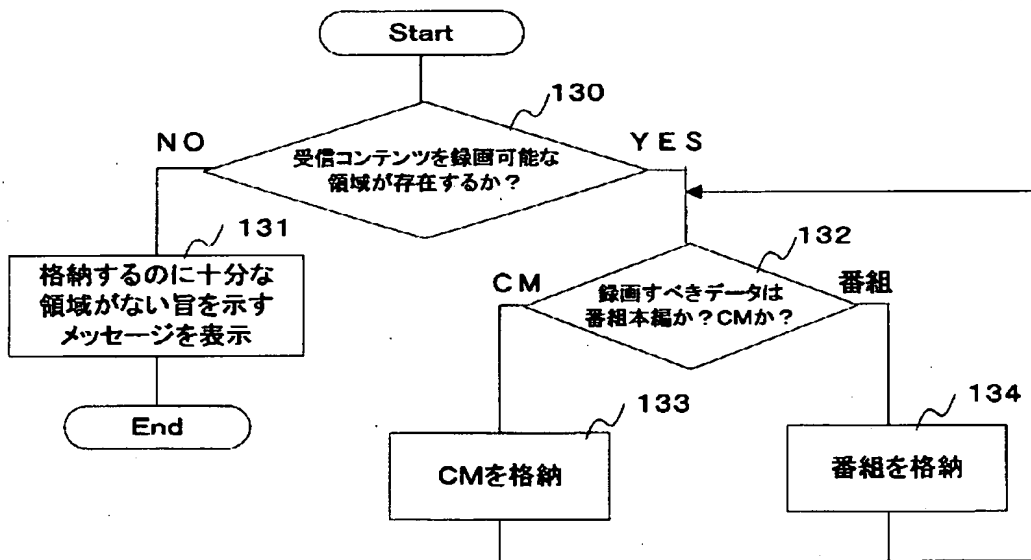 Start
130
NO
YES
受信コンテンツを録画可能な
領域が存在するか？
131
格納するのに十分な
領域がない旨を示す
メッセージを表示
End
132
CM
番組
録画すべきデータは
番組本編か？CMか？
133
CMを格納
134
番組を格納